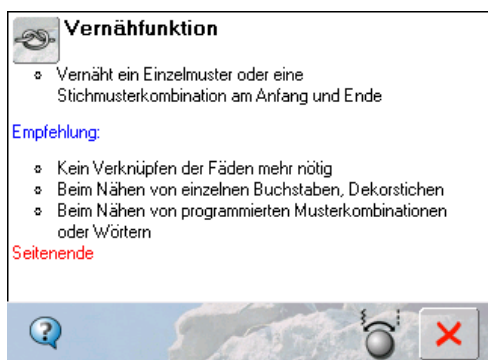 Vernähfunktion
Vernäht ein Einzelmuster oder eine
Stichmusterkombination am Anfang und Ende
Empfehlung:
Kein Verknüpfen der Fäden mehr nötig
Beim Nähen von einzelnen Buchstaben, Dekorstichen
Beim Nähen von programmierten Musterkombinationen
oder Wörtern
Seitenende